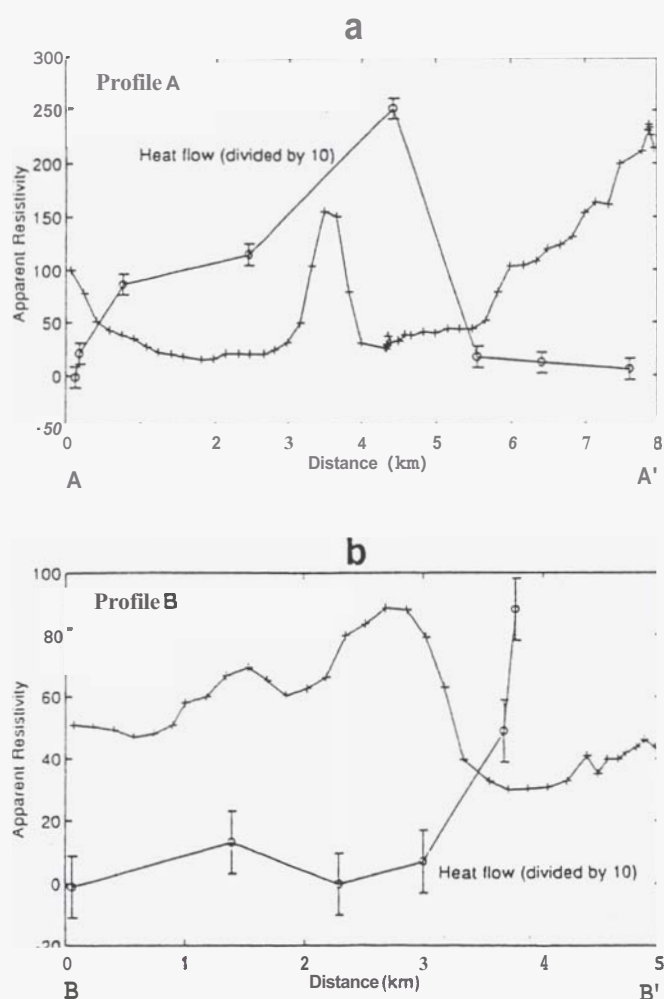 a
Profile A
Heat flow (divided by 10)
Apparent Resistivity
300
250
200
150
100
50
0
-50
0 1 2 3 4 5 6 7 8
Distance (km)
A A'
b
Profile B
Heat flow (divided by 10)
Apparent Resistivity
100
80
60
40
20
0
-20
0 1 2 3 4 5
Distance (km)
B B'